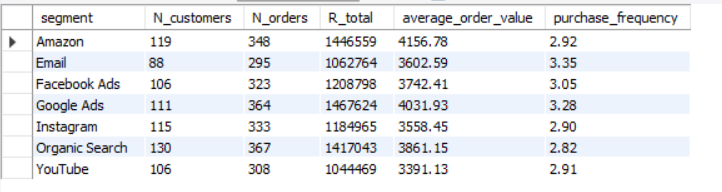 segment N_customers N_orders R_total average_order_value purchase_frequency
Amazon 119 348 1446559 4156.78 2.92
Email 88 295 1062764 3602.59 3.35
Facebook Ads 106 323 1208798 3742.41 3.05
Google Ads 111 364 1467624 4031.93 3.28
Instagram 115 333 1184965 3558.45 2.90
Organic Search 130 367 1417043 3861.15 2.82
YouTube 106 308 1044469 3391.13 2.91